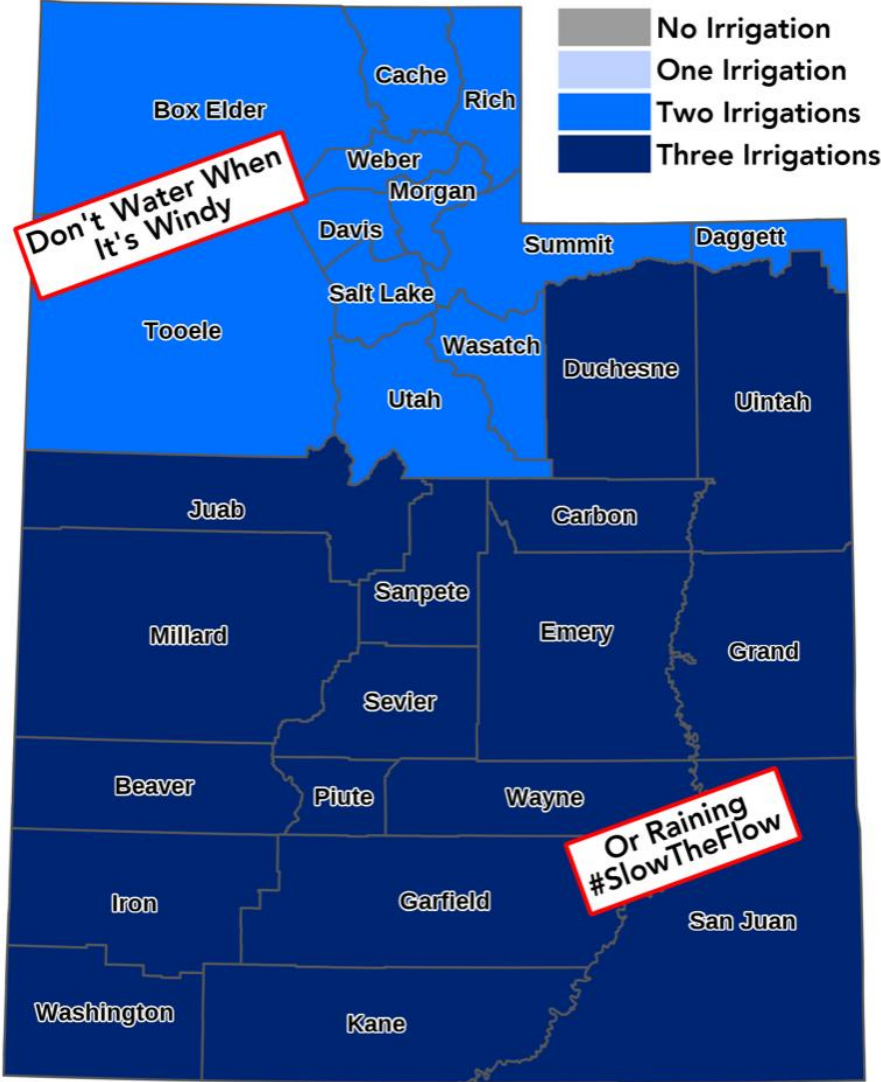 No Irrigation
One Irrigation
Two Irrigations
Three Irrigations
Cache
Rich
Box Elder
Weber
Morgan
Don't Water When
It's Windy
Davis
Summit
Daggett
Salt Lake
Tooele
Wasatch
Duchesne
Utah
Uintah
Juab
Carbon
Sanpete
Millard
Emery
Grand
Sevier
Beaver
Piute
Wayne
Or Raining
#SlowTheFlow
Iron
Garfield
San Juan
Washington
Kane